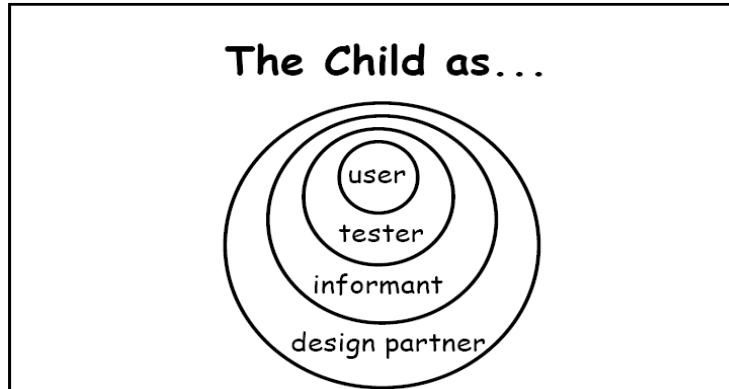 The Child as...
user
tester
informant
design partner